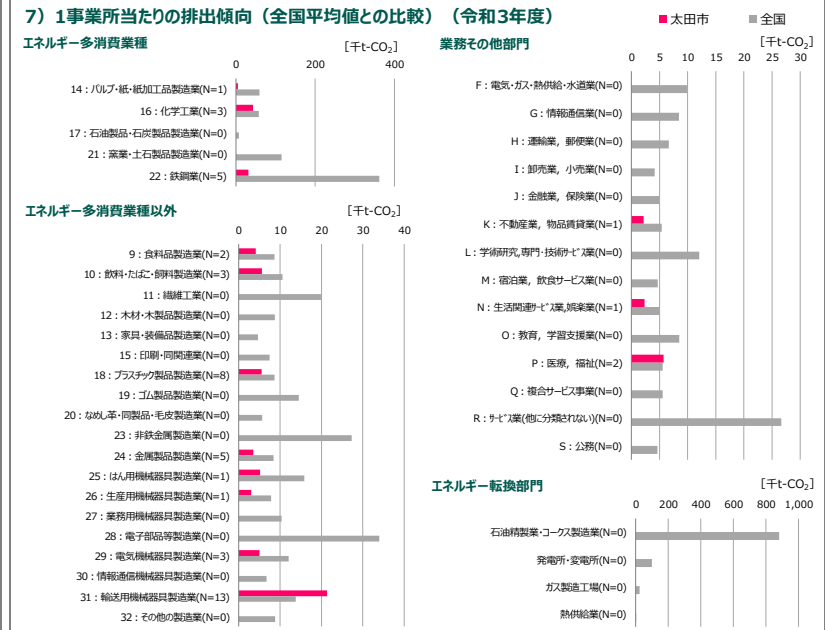 7）1事業所当たりの排出傾向（全国平均値との比較）（令和3年度）
■太田市 ■全国
エネルギー多消費業種
［千t-CO₂］
0 200 400
14：パルプ・紙・紙加工品製造業(N=1)
16：化学工業(N=3)
17：石油製品・石炭製品製造業(N=0)
21：窯業・土石製品製造業(N=0)
22：鉄鋼業(N=5)
エネルギー多消費業種以外
［千t-CO₂］
0 10 20 30 40
9：食料品製造業(N=2)
10：飲料・たばこ・飼料製造業(N=3)
11：繊維工業(N=0)
12：木材・木製品製造業(N=0)
13：家具・装備品製造業(N=0)
15：印刷・同関連業(N=0)
18：プラスチック製品製造業(N=8)
19：ゴム製品製造業(N=0)
20：なめし革・同製品・毛皮製造業(N=0)
23：非鉄金属製造業(N=0)
24：金属製品製造業(N=5)
25：はん用機械器具製造業(N=1)
26：生産用機械器具製造業(N=1)
27：業務用機械器具製造業(N=0)
28：電子部品等製造業(N=0)
29：電気機械器具製造業(N=3)
30：情報通信機械器具製造業(N=0)
31：輸送用機械器具製造業(N=13)
32：その他の製造業(N=0)
業務その他部門
［千t-CO₂］
0 5 10 15 20 25 30
F：電気・ガス・熱供給・水道業(N=0)
G：情報通信業(N=0)
H：運輸業，郵便業(N=0)
I：卸売業，小売業(N=0)
J：金融業，保険業(N=0)
K：不動産業，物品賃貸業(N=1)
L：学術研究,専門・技術ｻｰﾋﾞｽ業(N=0)
M：宿泊業，飲食サービス業(N=0)
N：生活関連ｻｰﾋﾞｽ業,娯楽業(N=1)
O：教育，学習支援業(N=0)
P：医療，福祉(N=2)
Q：複合サービス事業(N=0)
R：ｻｰﾋﾞｽ業(他に分類されない)(N=0)
S：公務(N=0)
エネルギー転換部門
［千t-CO₂］
0 200 400 600 800 1,000
石油精製業・コークス製造業(N=0)
発電所・変電所(N=0)
ガス製造工場(N=0)
熱供給業(N=0)